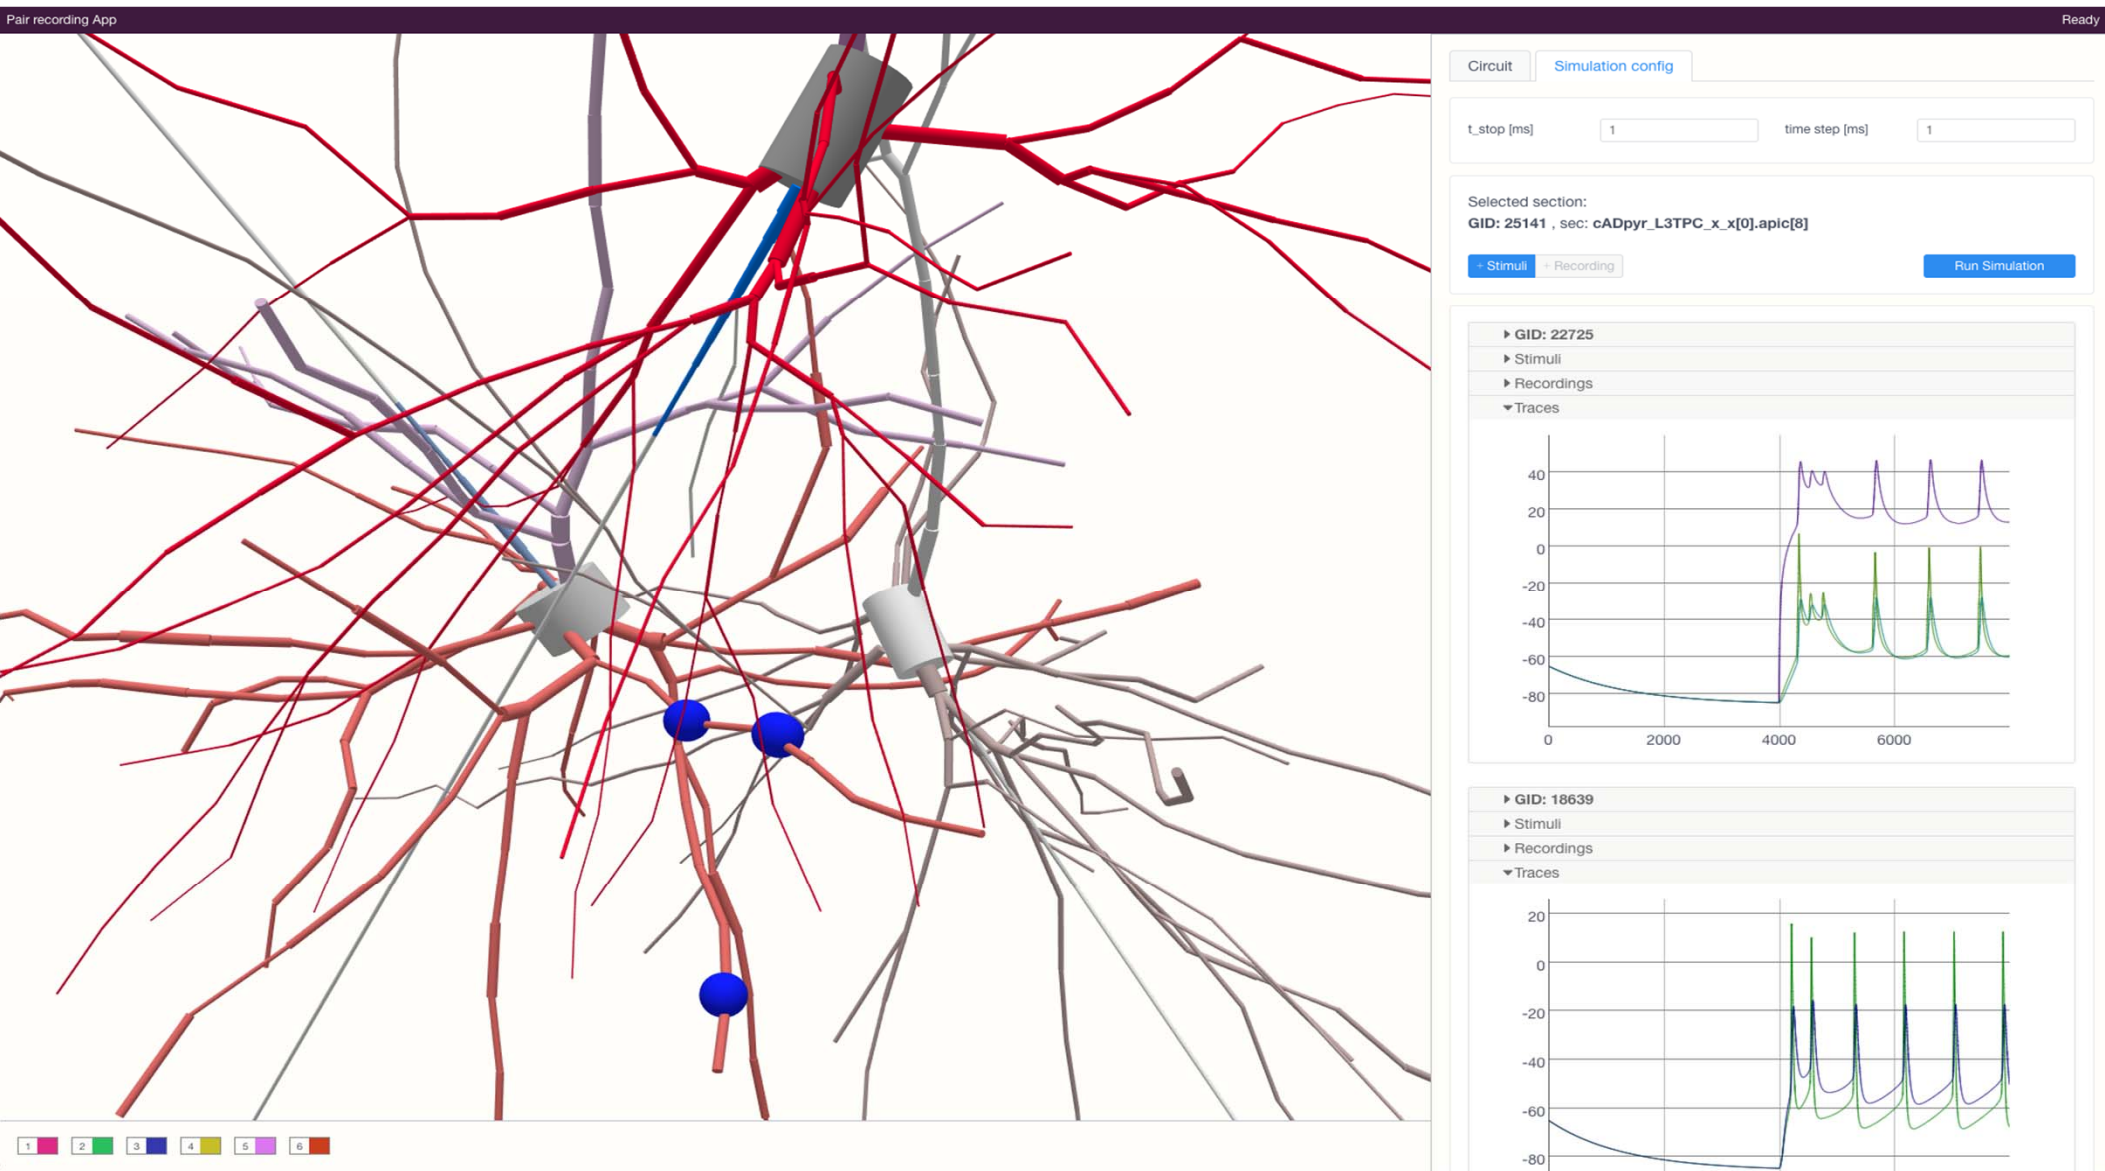 Pair recording App
Ready
Circuit
Simulation config
t_stop [ms]
1
time step [ms]
1
Selected section:
GID: 25141 , sec: cADpyr_L3TPC_x_x[0].apic[8]
+ Stimuli
+ Recording
Run Simulation
GID: 22725
Stimuli
Recordings
Traces
40
20
0
-20
-40
-60
-80
0 2000 4000 6000
GID: 18639
Stimuli
Recordings
Traces
20
0
-20
-40
-60
-80
1 2 3 4 5 6